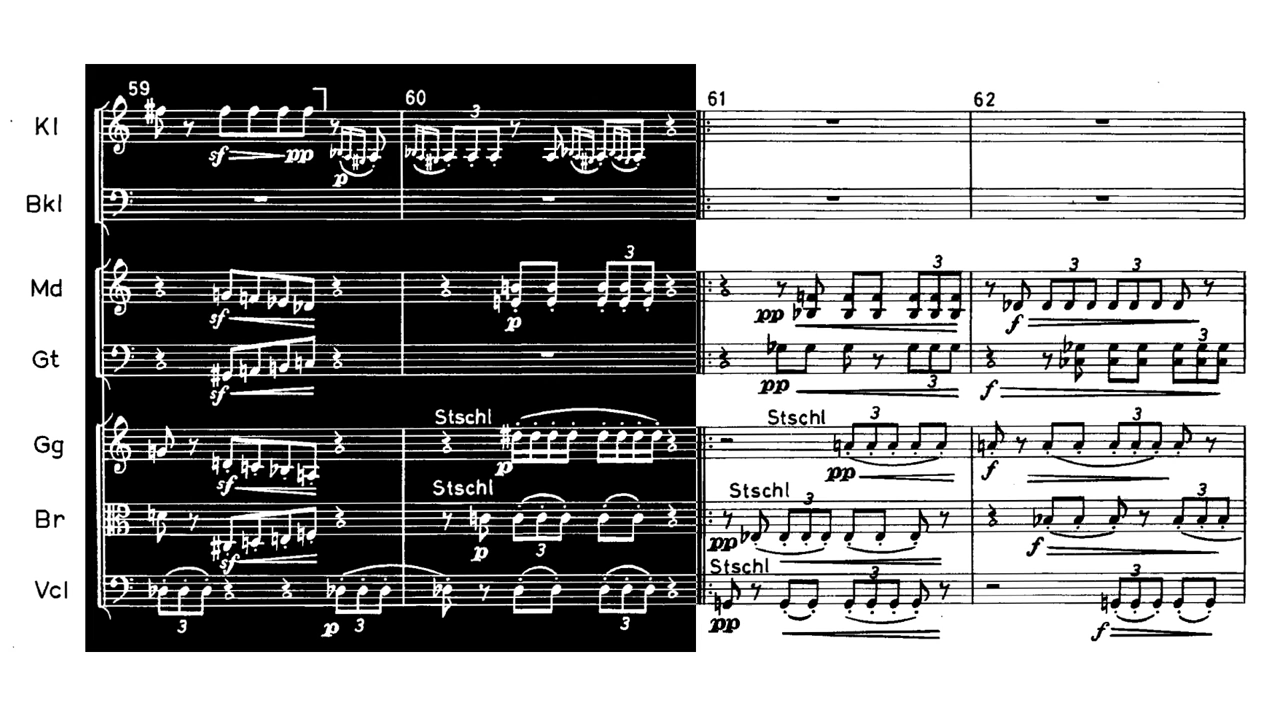 59 60 61 62
Kl 3
sf pp p
Bkl
Md 3 3 3 3
sf p pp f
Gt 3
sf pp 3 f
Stschl Stschl
Gg 3 3
sf p pp f
Stschl Stschl
Br 3 3
sf p 3 pp f
Stschl
Vcl 3 3
3 p 3 3 pp f